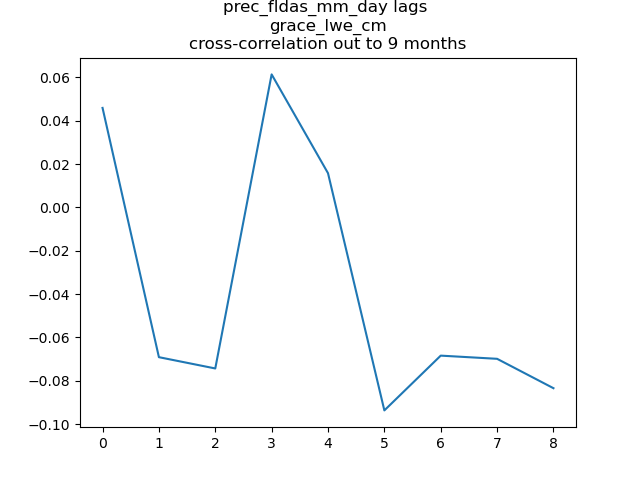 prec_fldas_mm_day lags
grace_lwe_cm
cross-correlation out to 9 months
0.06
0.04
0.02
0.00
−0.02
−0.04
−0.06
−0.08
−0.10
0 1 2 3 4 5 6 7 8